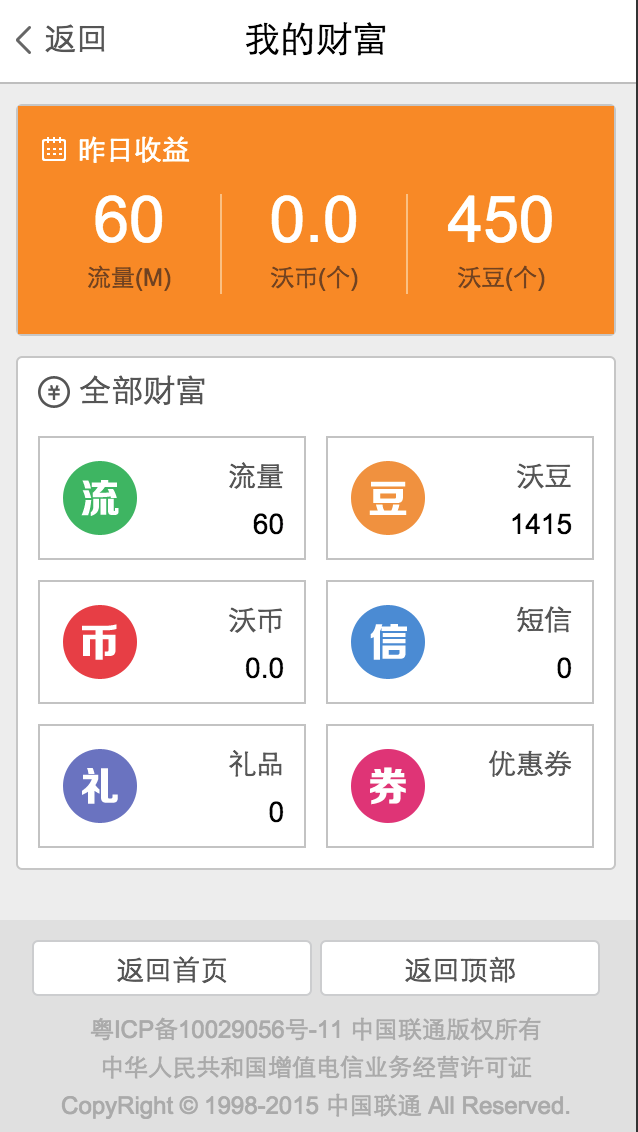 返回
我的财富
昨日收益
60
0.0
450
流量(M)
沃币(个)
沃豆(个)
¥ 全部财富
流
流量
60
豆
沃豆
1415
币
沃币
0.0
信
短信
0
礼
礼品
0
券
优惠券
返回首页
返回顶部
粤ICP备10029056号-11 中国联通版权所有
中华人民共和国增值电信业务经营许可证
CopyRight © 1998-2015 中国联通 All Reserved.